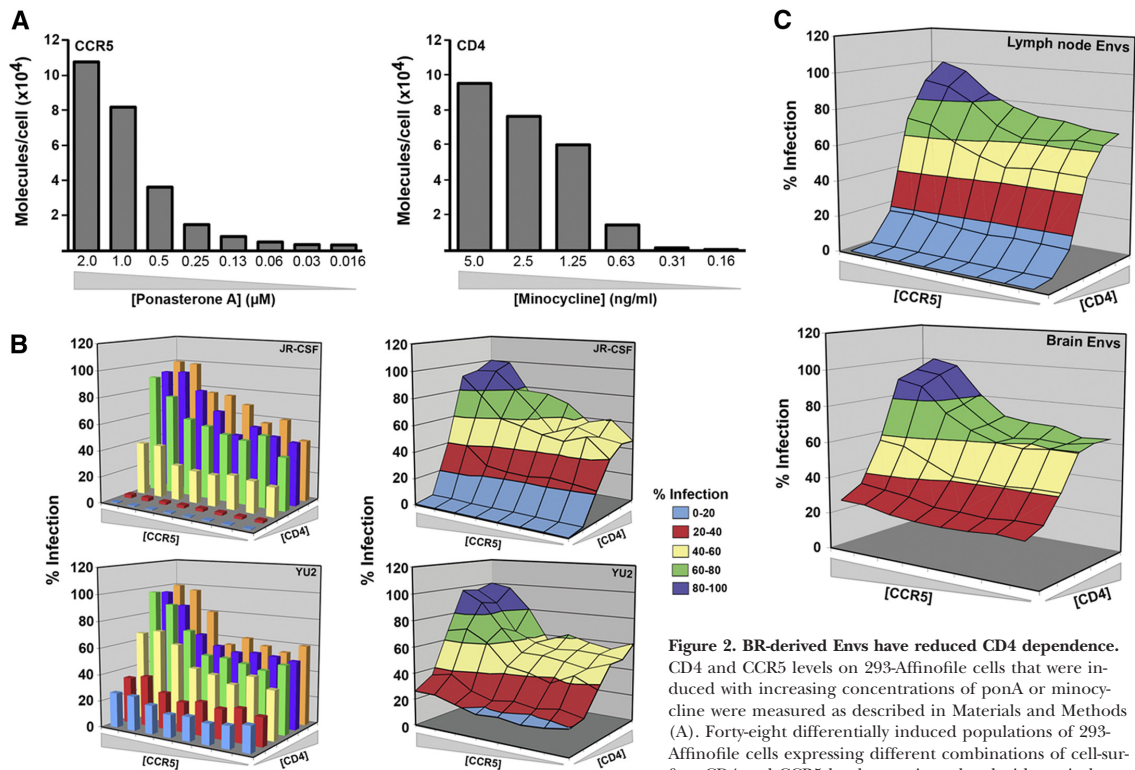 A
CCR5
Molecules/cell (x10⁴)
12
10
8
6
4
2
2.0 1.0 0.5 0.25 0.13 0.06 0.03 0.016
[Ponasterone A] (µM)
CD4
Molecules/cell (x10⁴)
12
10
8
6
4
2
5.0 2.5 1.25 0.63 0.31 0.16
[Minocycline] (ng/ml)
B
% Infection
JR-CSF
120
100
80
60
40
20
0
[CCR5]
[CD4]
JR-CSF
120
100
80
60
40
20
0
[CCR5]
[CD4]
YU2
120
100
80
60
40
20
0
[CCR5]
[CD4]
% Infection
YU2
120
100
80
60
40
20
0
[CCR5]
[CD4]
% Infection
0-20
20-40
40-60
60-80
80-100
C
Lymph node Envs
% Infection
120
100
80
60
40
20
0
[CCR5]
[CD4]
Brain Envs
% Infection
120
100
80
60
40
20
0
[CCR5]
[CD4]
Figure 2. BR-derived Envs have reduced CD4 dependence.
CD4 and CCR5 levels on 293-Affinofile cells that were in-
duced with increasing concentrations of ponA or minocy-
cline were measured as described in Materials and Methods
(A). Forty-eight differentially induced populations of 293-
Affinofile cells expressing different combinations of cell-sur-